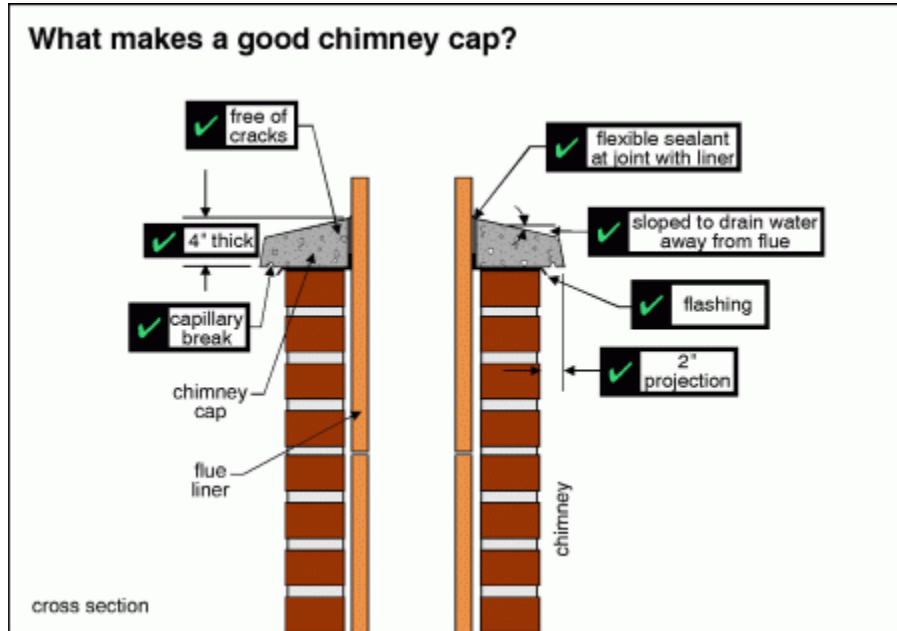 What makes a good chimney cap?
free of
cracks
flexible sealant
at joint with liner
4" thick
sloped to drain water
away from flue
flashing
capillary
break
2"
projection
chimney
cap
flue
liner
chimney
cross section